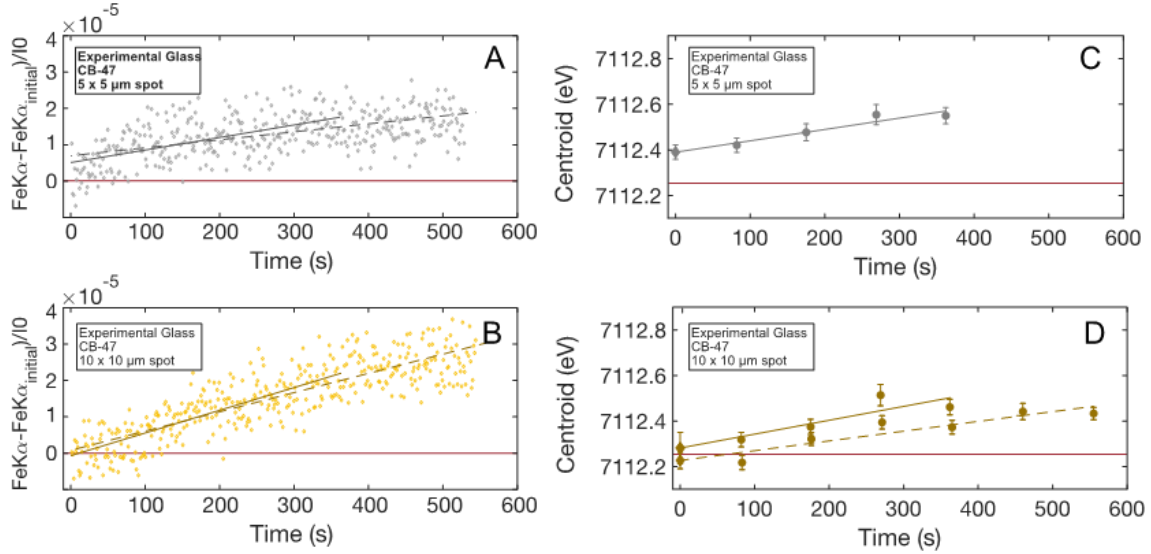 ×10⁻⁵
4
3
2
1
0
FeKα-FeKα_initial)/I0
Experimental Glass
CB-47
5 x 5 μm spot
A
0 100 200 300 400 500 600
Time (s)
7112.8
7112.6
7112.4
7112.2
Centroid (eV)
Experimental Glass
CB-47
5 x 5 μm spot
C
0 100 200 300 400 500 600
Time (s)
×10⁻⁵
4
3
2
1
0
FeKα-FeKα_initial)/I0
Experimental Glass
CB-47
10 x 10 μm spot
B
0 100 200 300 400 500 600
Time (s)
7112.8
7112.6
7112.4
7112.2
Centroid (eV)
Experimental Glass
CB-47
10 x 10 μm spot
D
0 100 200 300 400 500 600
Time (s)